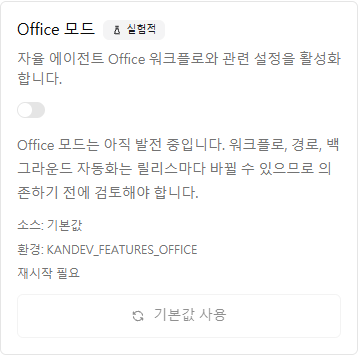 Office 모드 실험적
자율 에이전트 Office 워크플로와 관련 설정을 활성화
합니다.
Office 모드는 아직 발전 중입니다. 워크플로, 경로, 백
그라운드 자동화는 릴리스마다 바뀔 수 있으므로 의
존하기 전에 검토해야 합니다.
소스: 기본값
환경: KANDEV_FEATURES_OFFICE
재시작 필요
기본값 사용